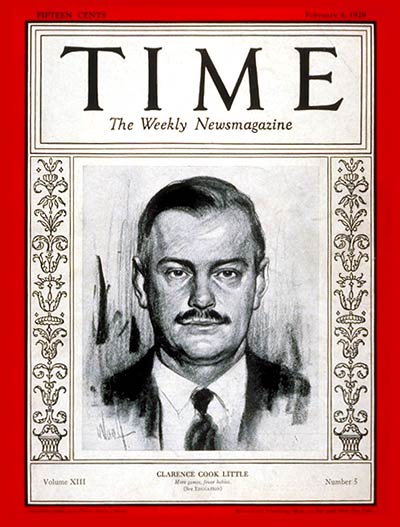 FIFTEEN CENTS February 4, 1929
TIME
The Weekly Newsmagazine
CLARENCE COOK LITTLE
More games, fewer babies.
(See EDUCATION)
Volume XIII Number 5